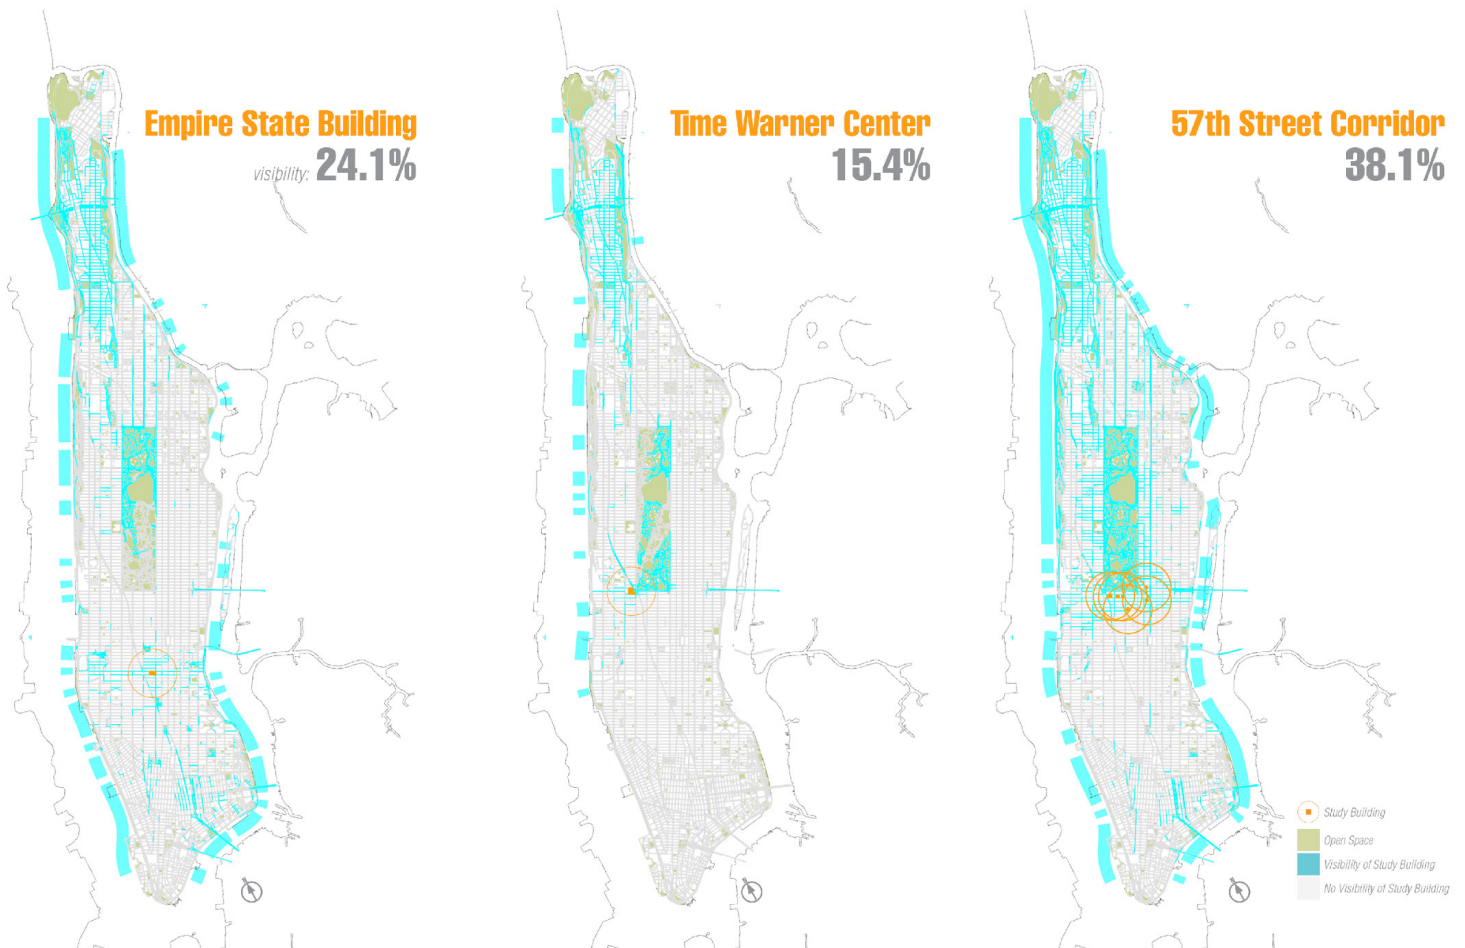 Empire State Building
visibility: 24.1%
Time Warner Center
15.4%
57th Street Corridor
38.1%
Study Building
Open Space
Visibility of Study Building
No Visibility of Study Building